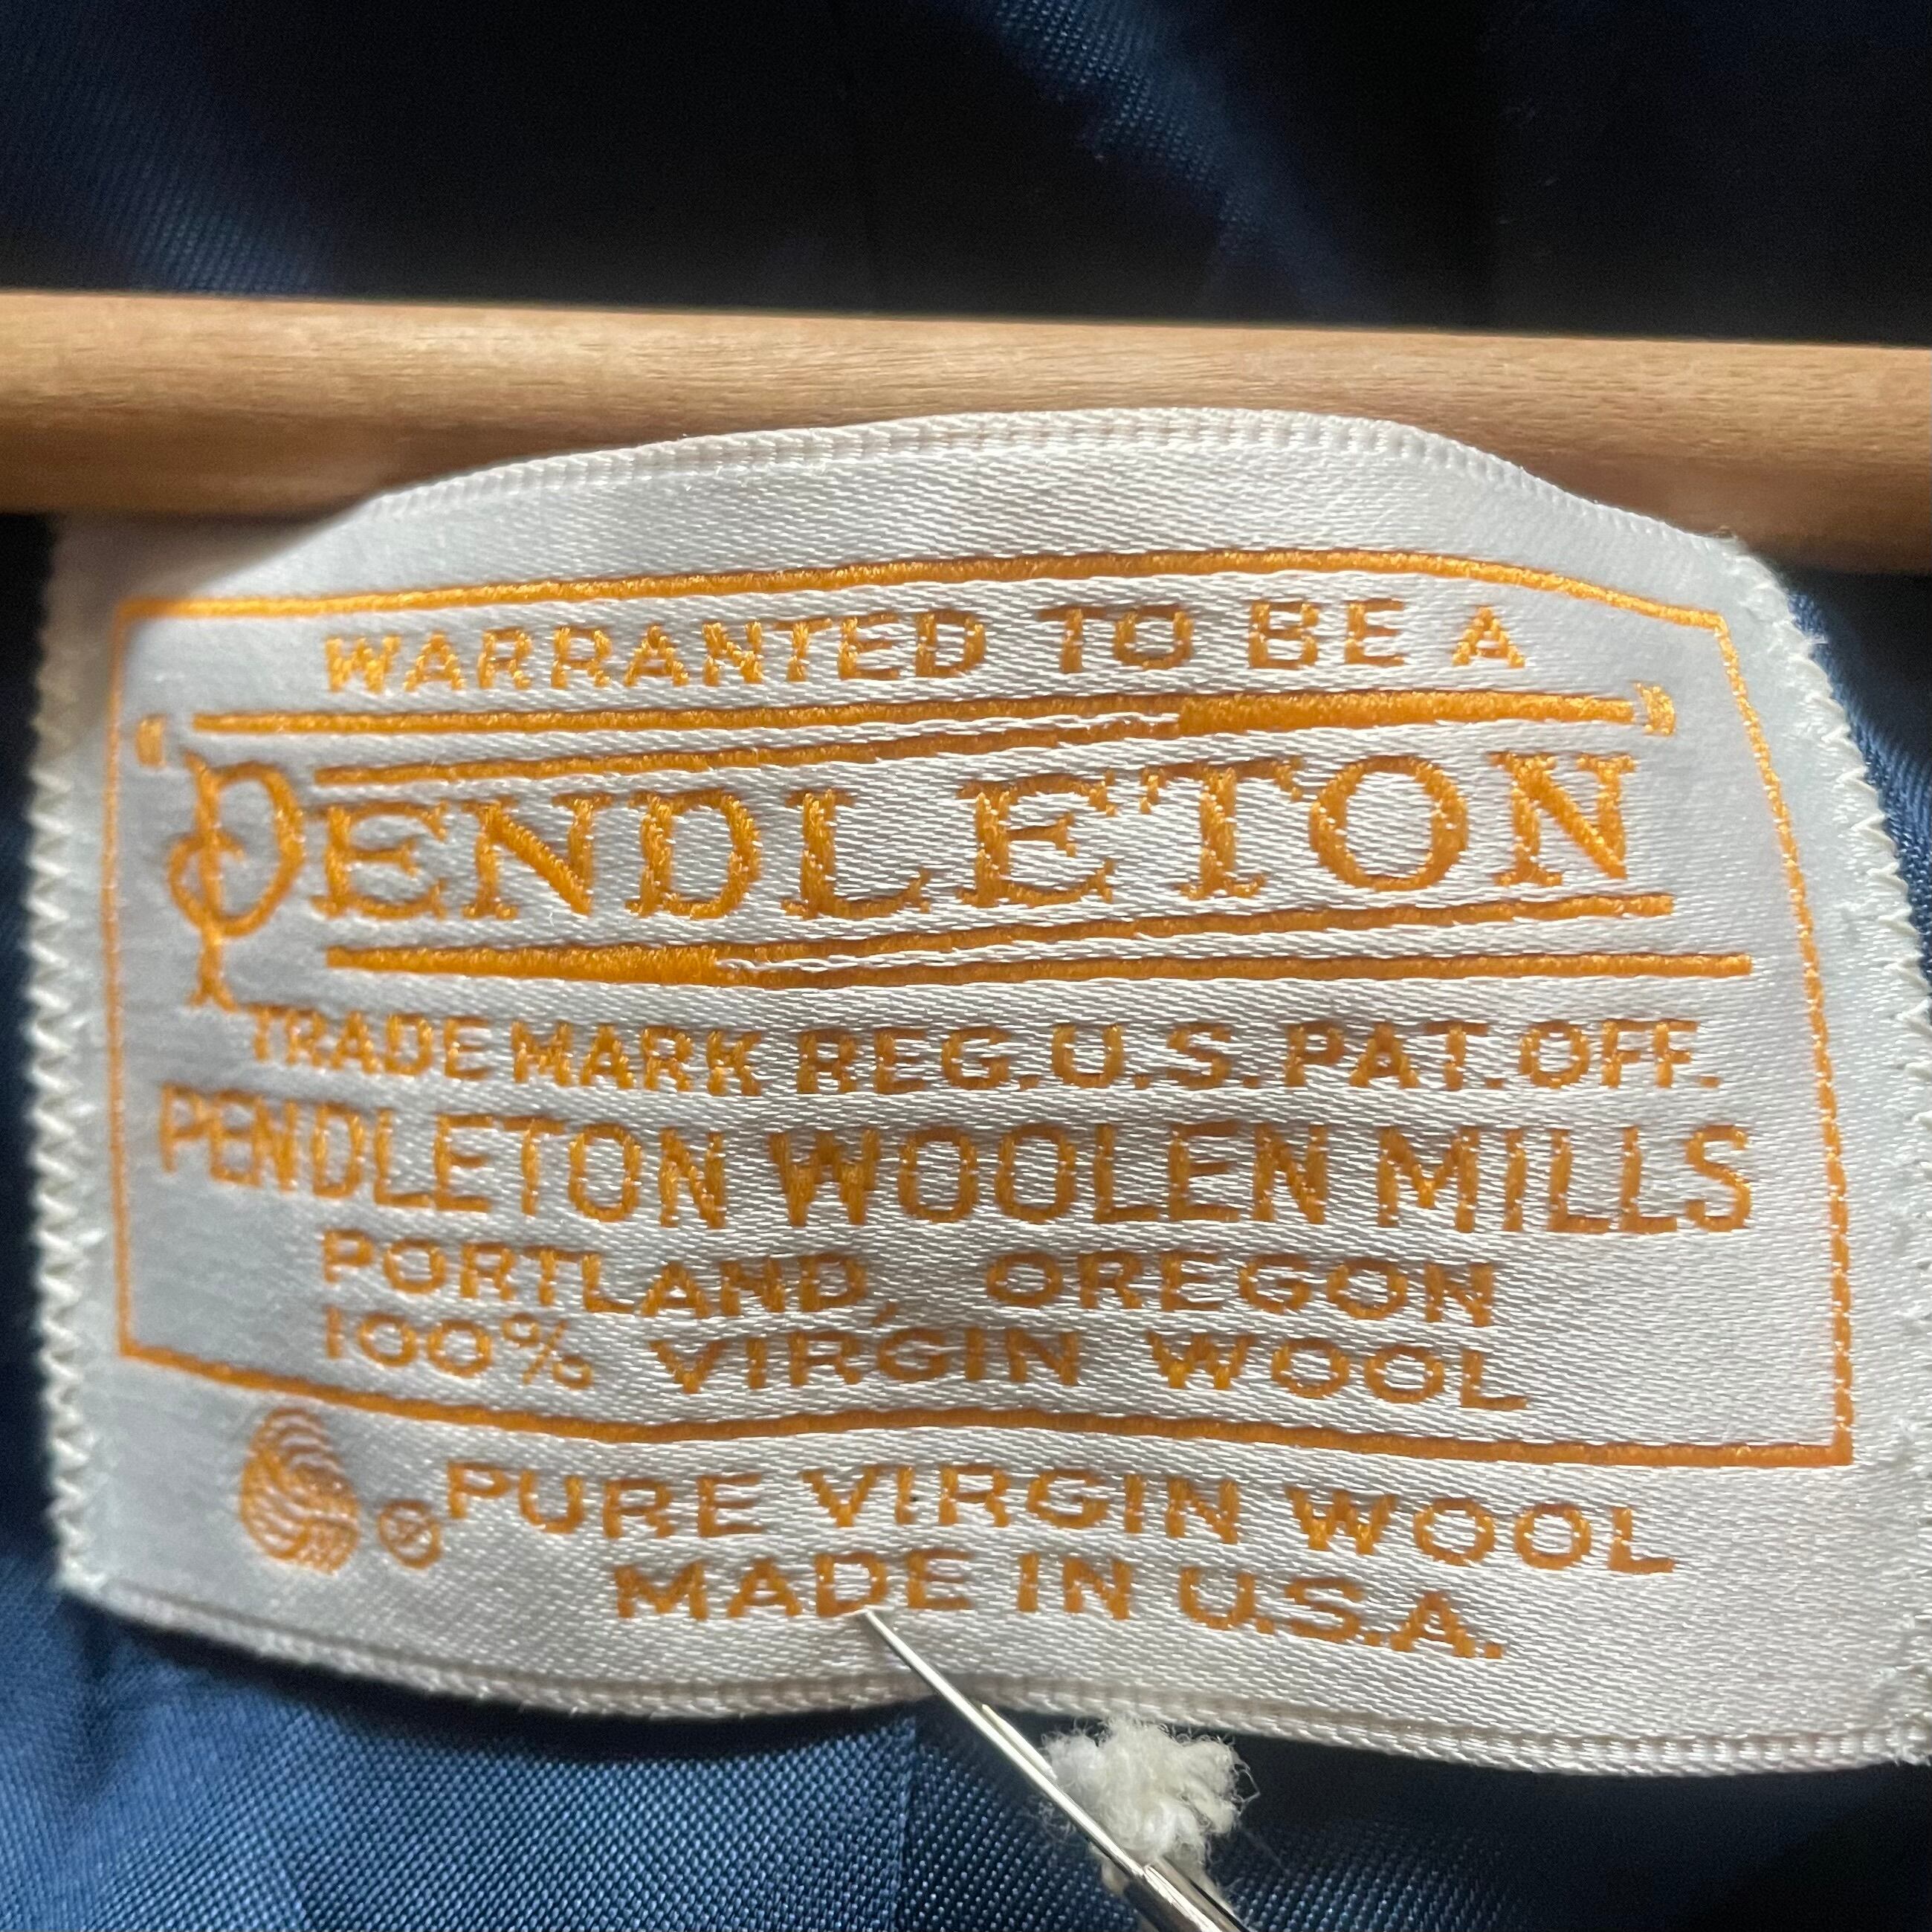 WARRANTED TO BE A
"PENDLETON"
TRADE MARK REG. U.S. PAT. OFF.
PENDLETON WOOLEN MILLS
PORTLAND, OREGON
100% VIRGIN WOOL
® PURE VIRGIN WOOL
MADE IN U.S.A.